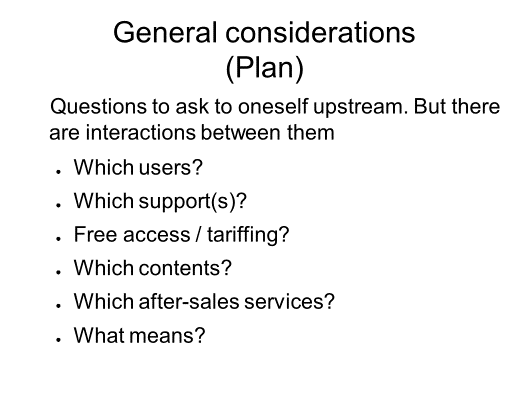 General considerations
(Plan)
Questions to ask to oneself upstream. But there
are interactions between them
• Which users?
• Which support(s)?
• Free access / tariffing?
• Which contents?
• Which after-sales services?
• What means?